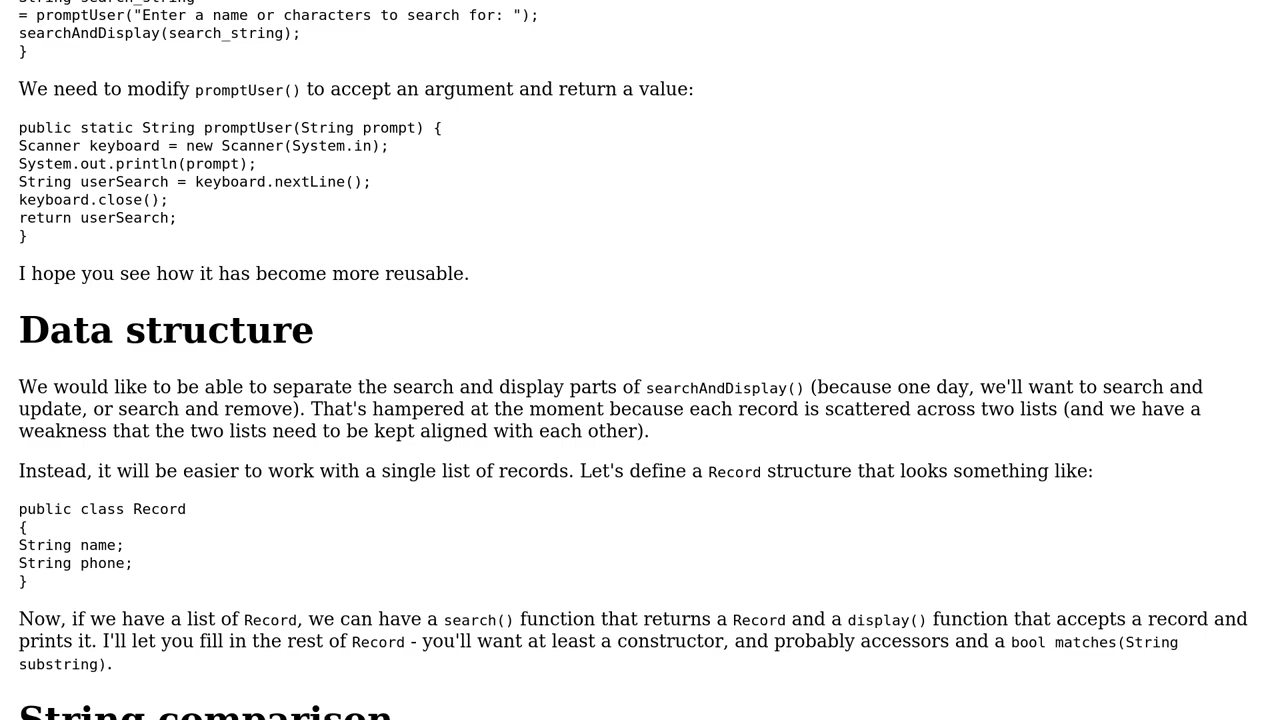 String search_string
= promptUser("Enter a name or characters to search for: ");
searchAndDisplay(search_string);
}
We need to modify promptUser() to accept an argument and return a value:
public static String promptUser(String prompt) {
Scanner keyboard = new Scanner(System.in);
System.out.println(prompt);
String userSearch = keyboard.nextLine();
keyboard.close();
return userSearch;
}
I hope you see how it has become more reusable.
Data structure
We would like to be able to separate the search and display parts of searchAndDisplay() (because one day, we'll want to search and
update, or search and remove). That's hampered at the moment because each record is scattered across two lists (and we have a
weakness that the two lists need to be kept aligned with each other).
Instead, it will be easier to work with a single list of records. Let's define a Record structure that looks something like:
public class Record
{
String name;
String phone;
}
Now, if we have a list of Record, we can have a search() function that returns a Record and a display() function that accepts a record and
prints it. I'll let you fill in the rest of Record - you'll want at least a constructor, and probably accessors and a bool matches(String
substring).
String comparison